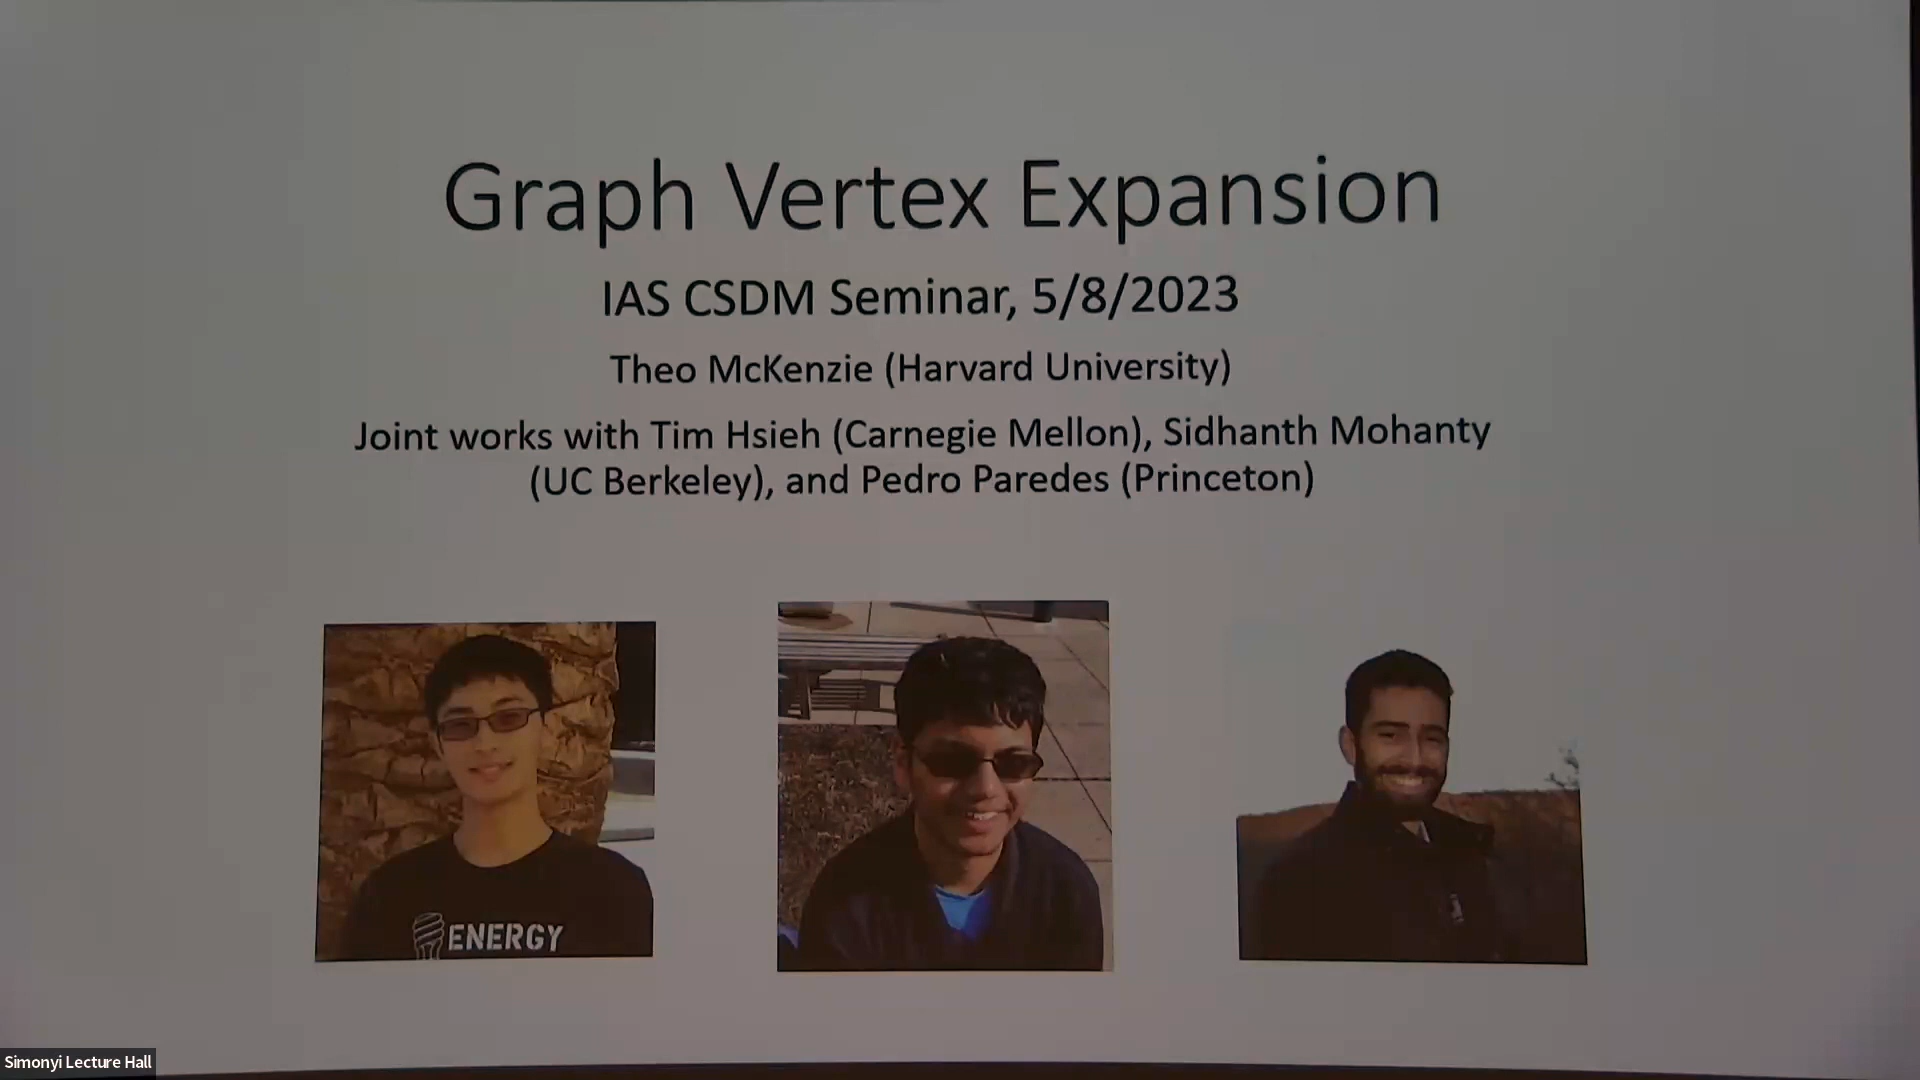 Graph Vertex Expansion
IAS CSDM Seminar, 5/8/2023
Theo McKenzie (Harvard University)
Joint works with Tim Hsieh (Carnegie Mellon), Sidhanth Mohanty
(UC Berkeley), and Pedro Paredes (Princeton)
ENERGY
Simonyi Lecture Hall